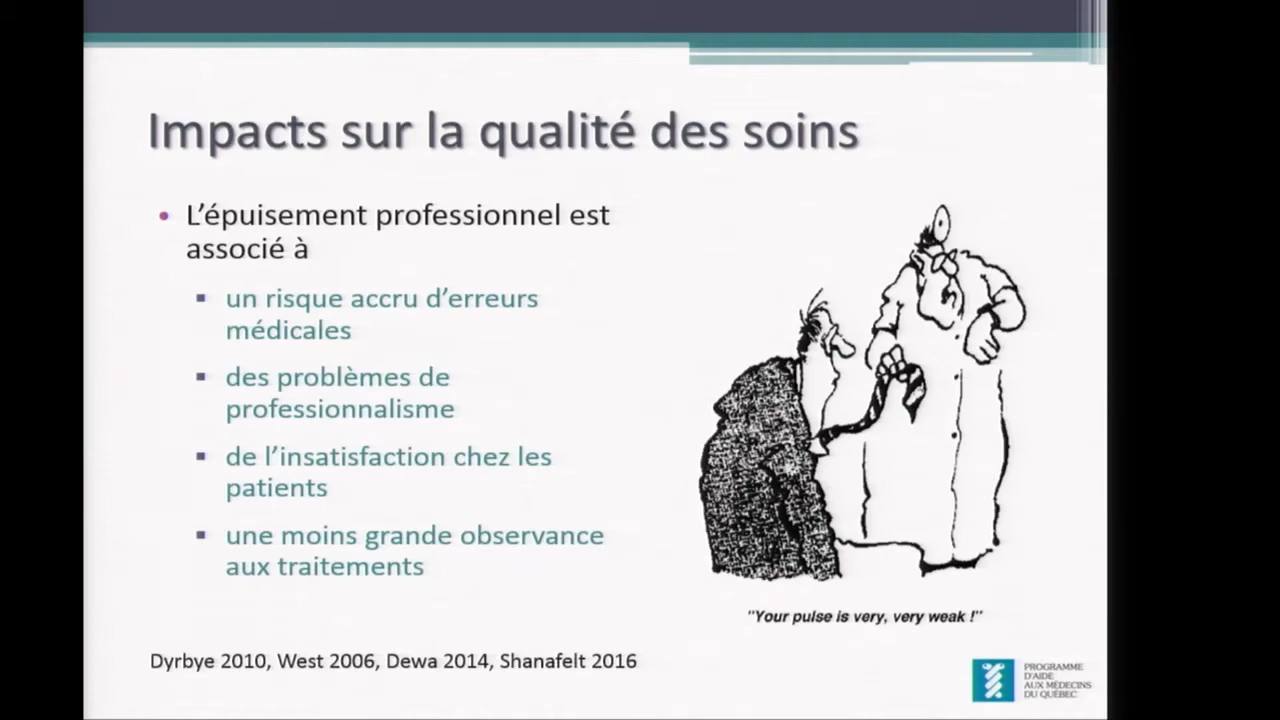 Impacts sur la qualité des soins
• L’épuisement professionnel est
associé à
▪ un risque accru d’erreurs
médicales
▪ des problèmes de
professionnalisme
▪ de l’insatisfaction chez les
patients
▪ une moins grande observance
aux traitements
"Your pulse is very, very weak !"
Dyrbye 2010, West 2006, Dewa 2014, Shanafelt 2016
PROGRAMME
D'AIDE
AUX MÉDECINS
DU QUÉBEC